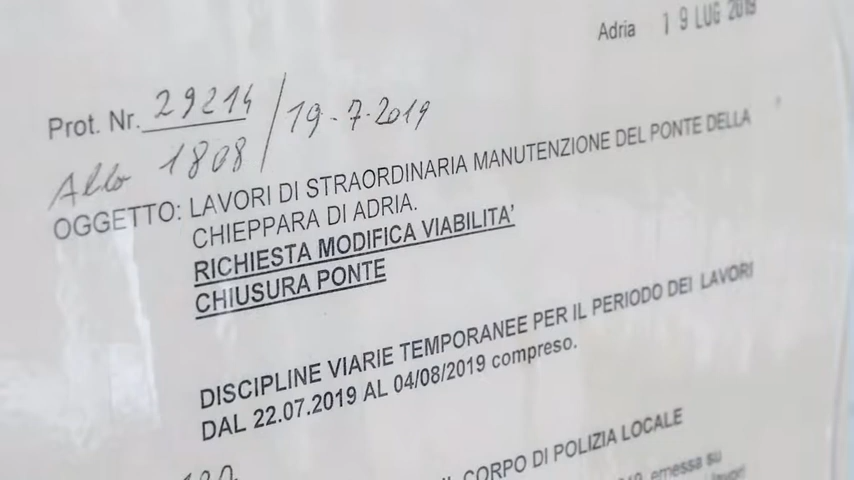 Adria 19 LUG 2019
Prot. Nr. 29214 / 19-7-2019
Allo 1808
OGGETTO: LAVORI DI STRAORDINARIA MANUTENZIONE DEL PONTE DELLA
CHIEPPARA DI ADRIA.
RICHIESTA MODIFICA VIABILITA'
CHIUSURA PONTE
DISCIPLINE VIARIE TEMPORANEE PER IL PERIODO DEI LAVORI
DAL 22.07.2019 AL 04/08/2019 compreso.
CORPO DI POLIZIA LOCALE
emessa su